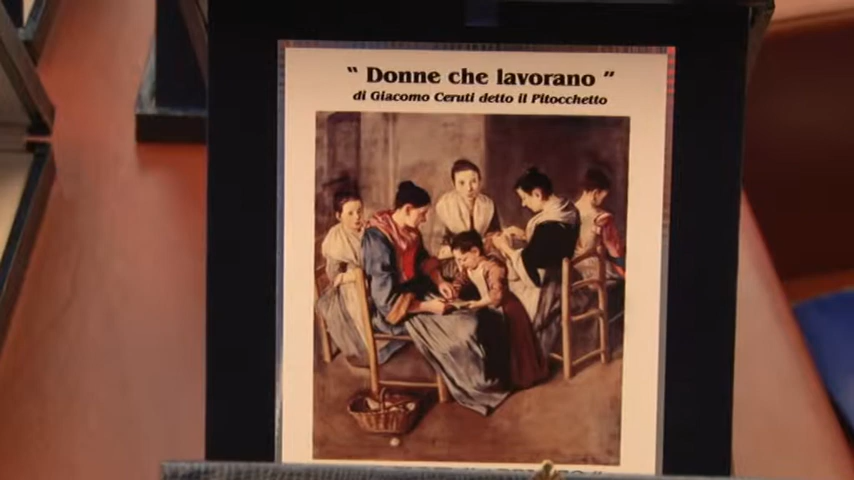 " Donne che lavorano "
di Giacomo Ceruti detto il Pitocchetto